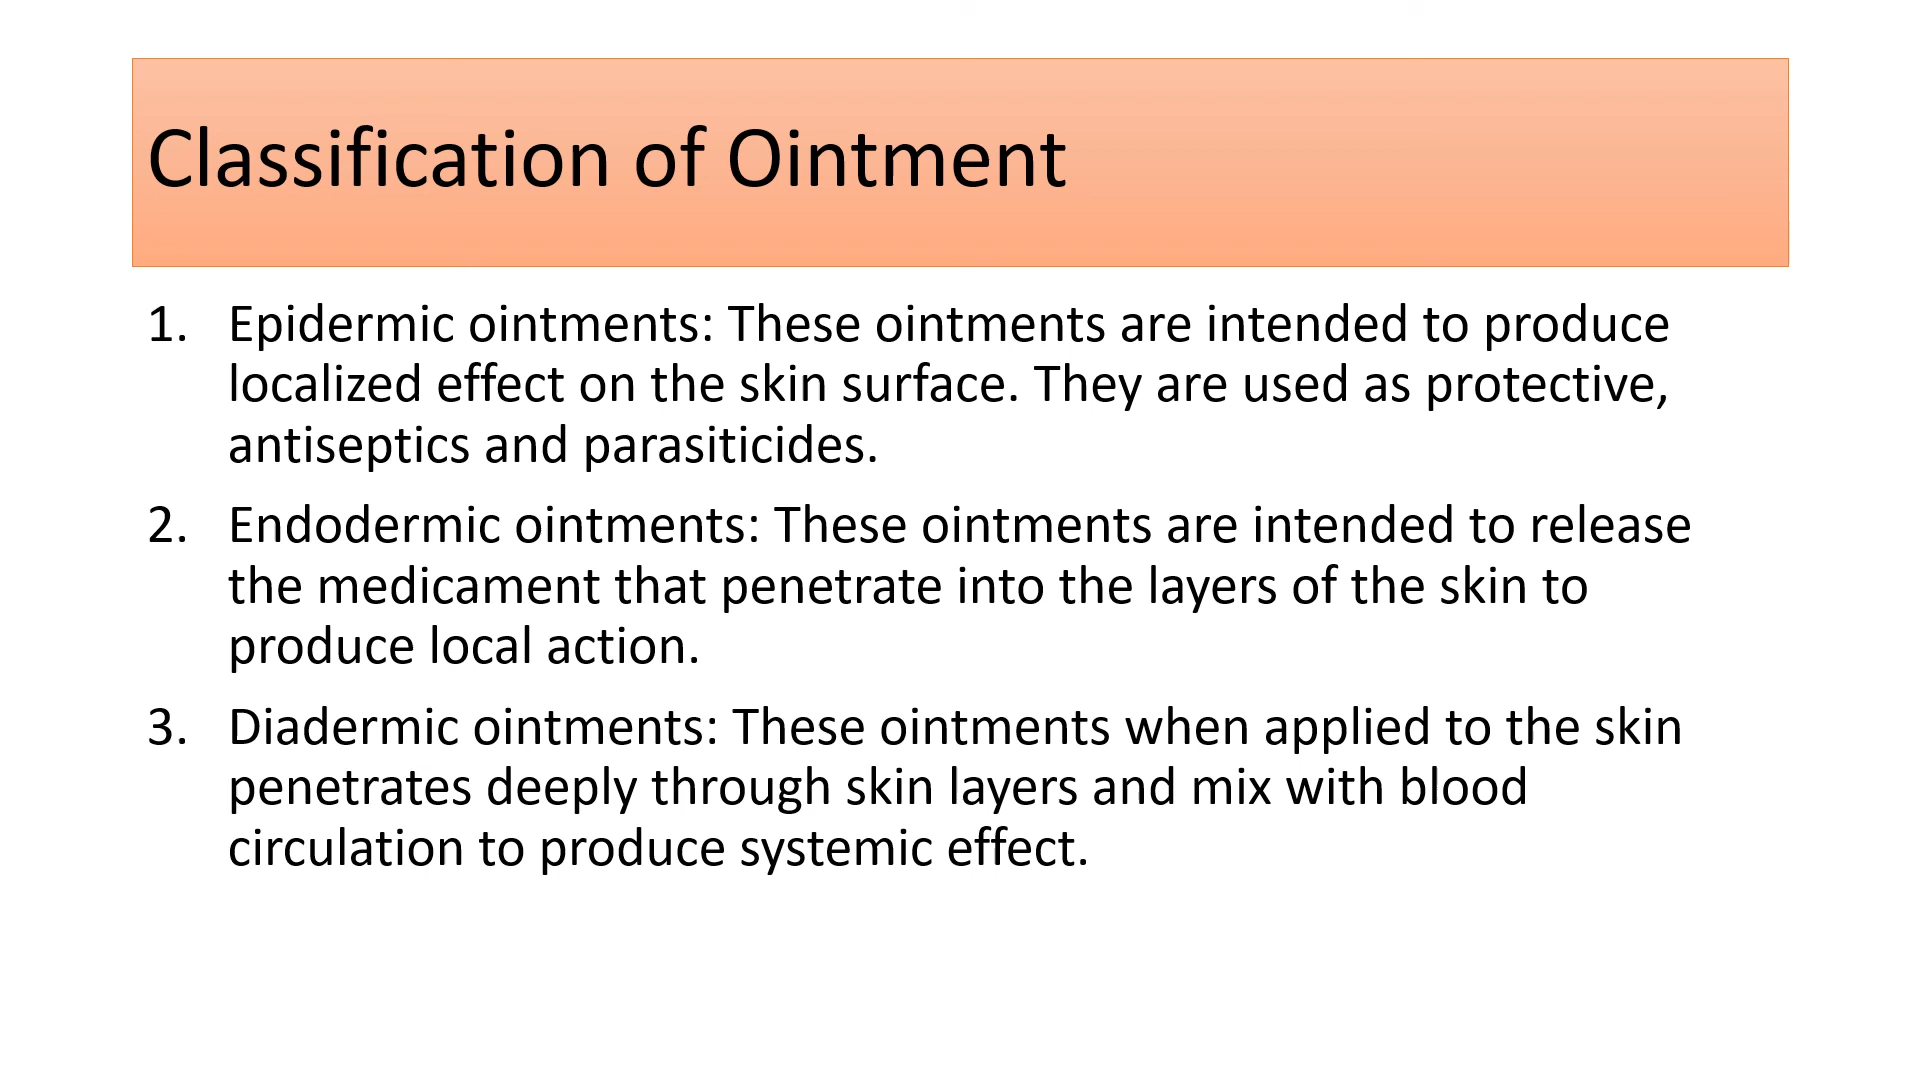 Classification of Ointment
1. Epidermic ointments: These ointments are intended to produce
localized effect on the skin surface. They are used as protective,
antiseptics and parasiticides.
2. Endodermic ointments: These ointments are intended to release
the medicament that penetrate into the layers of the skin to
produce local action.
3. Diadermic ointments: These ointments when applied to the skin
penetrates deeply through skin layers and mix with blood
circulation to produce systemic effect.